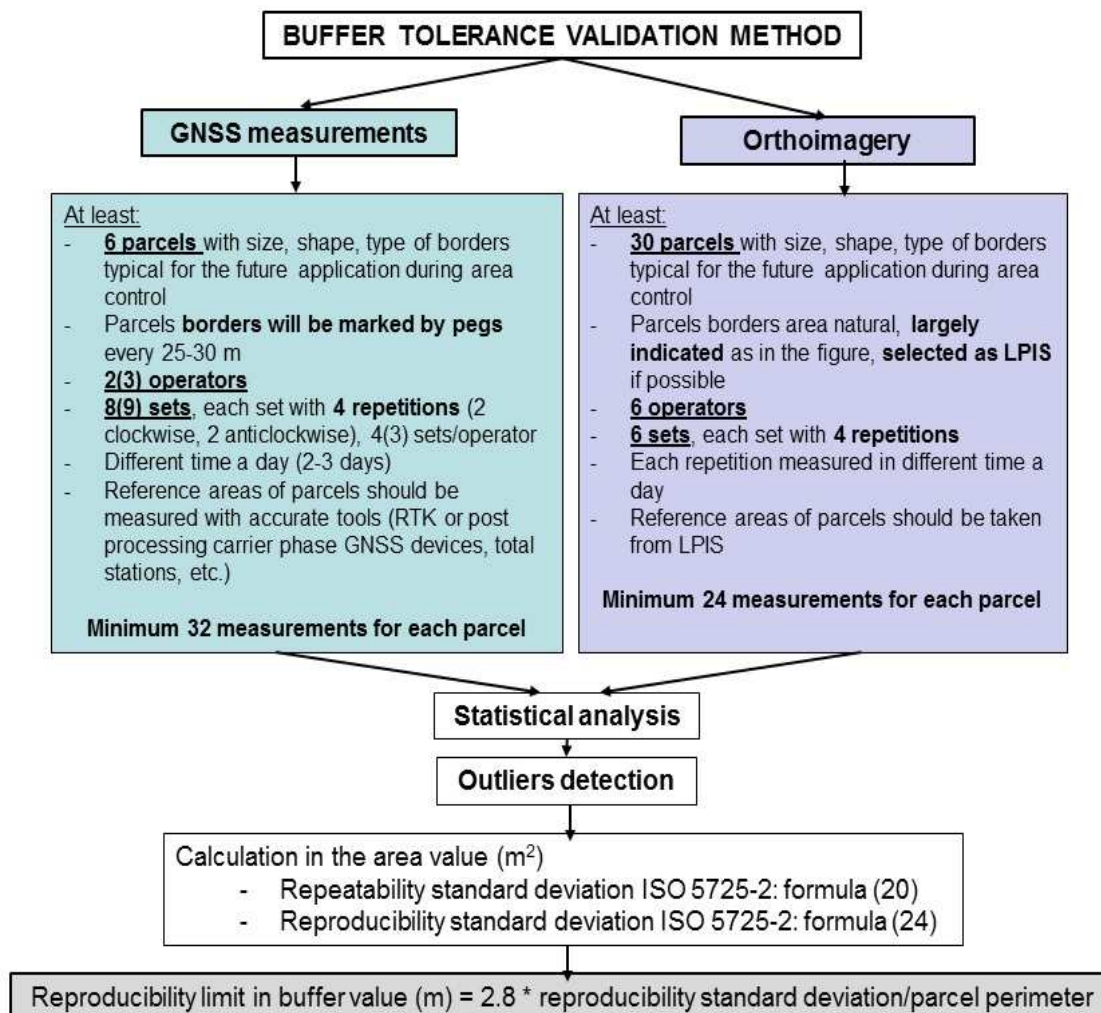 BUFFER TOLERANCE VALIDATION METHOD
GNSS measurements
At least:
- 6 parcels with size, shape, type of borders
typical for the future application during area
control
- Parcels borders will be marked by pegs
every 25-30 m
- 2(3) operators
- 8(9) sets, each set with 4 repetitions (2
clockwise, 2 anticlockwise), 4(3) sets/operator
- Different time a day (2-3 days)
- Reference areas of parcels should be
measured with accurate tools (RTK or post
processing carrier phase GNSS devices, total
stations, etc.)
Minimum 32 measurements for each parcel
Orthoimagery
At least:
- 30 parcels with size, shape, type of borders
typical for the future application during area
control
- Parcels borders area natural, largely
indicated as in the figure, selected as LPIS
if possible
- 6 operators
- 6 sets, each set with 4 repetitions
- Each repetition measured in different time a
day
- Reference areas of parcels should be taken
from LPIS
Minimum 24 measurements for each parcel
Statistical analysis
Outliers detection
Calculation in the area value (m²)
- Repeatability standard deviation ISO 5725-2: formula (20)
- Reproducibility standard deviation ISO 5725-2: formula (24)
Reproducibility limit in buffer value (m) = 2.8 * reproducibility standard deviation/parcel perimeter